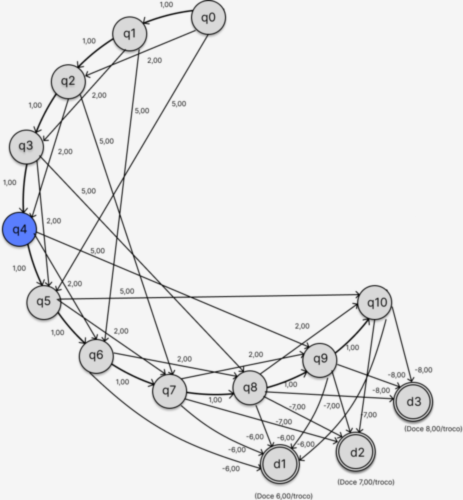 1,00
q0
q1
1,00
2,00
q2
2,00
5,00
5,00
1,00
5,00
q3
2,00
1,00
5,00
2,00
q4
5,00
1,00
2,00
5,00
q5
q10
1,00
2,00
2,00
1,00
q6
2,00
2,00
q9
1,00
q7
1,00
q8
1,00
-8,00
-8,00
-8,00
-8,00
d3
-7,00
-7,00
-7,00
-7,00
(Doce 8,00/troco)
-6,00
-6,00
-6,00
-6,00
-6,00
d2
d1
(Doce 7,00/troco)
(Doce 6,00/troco)